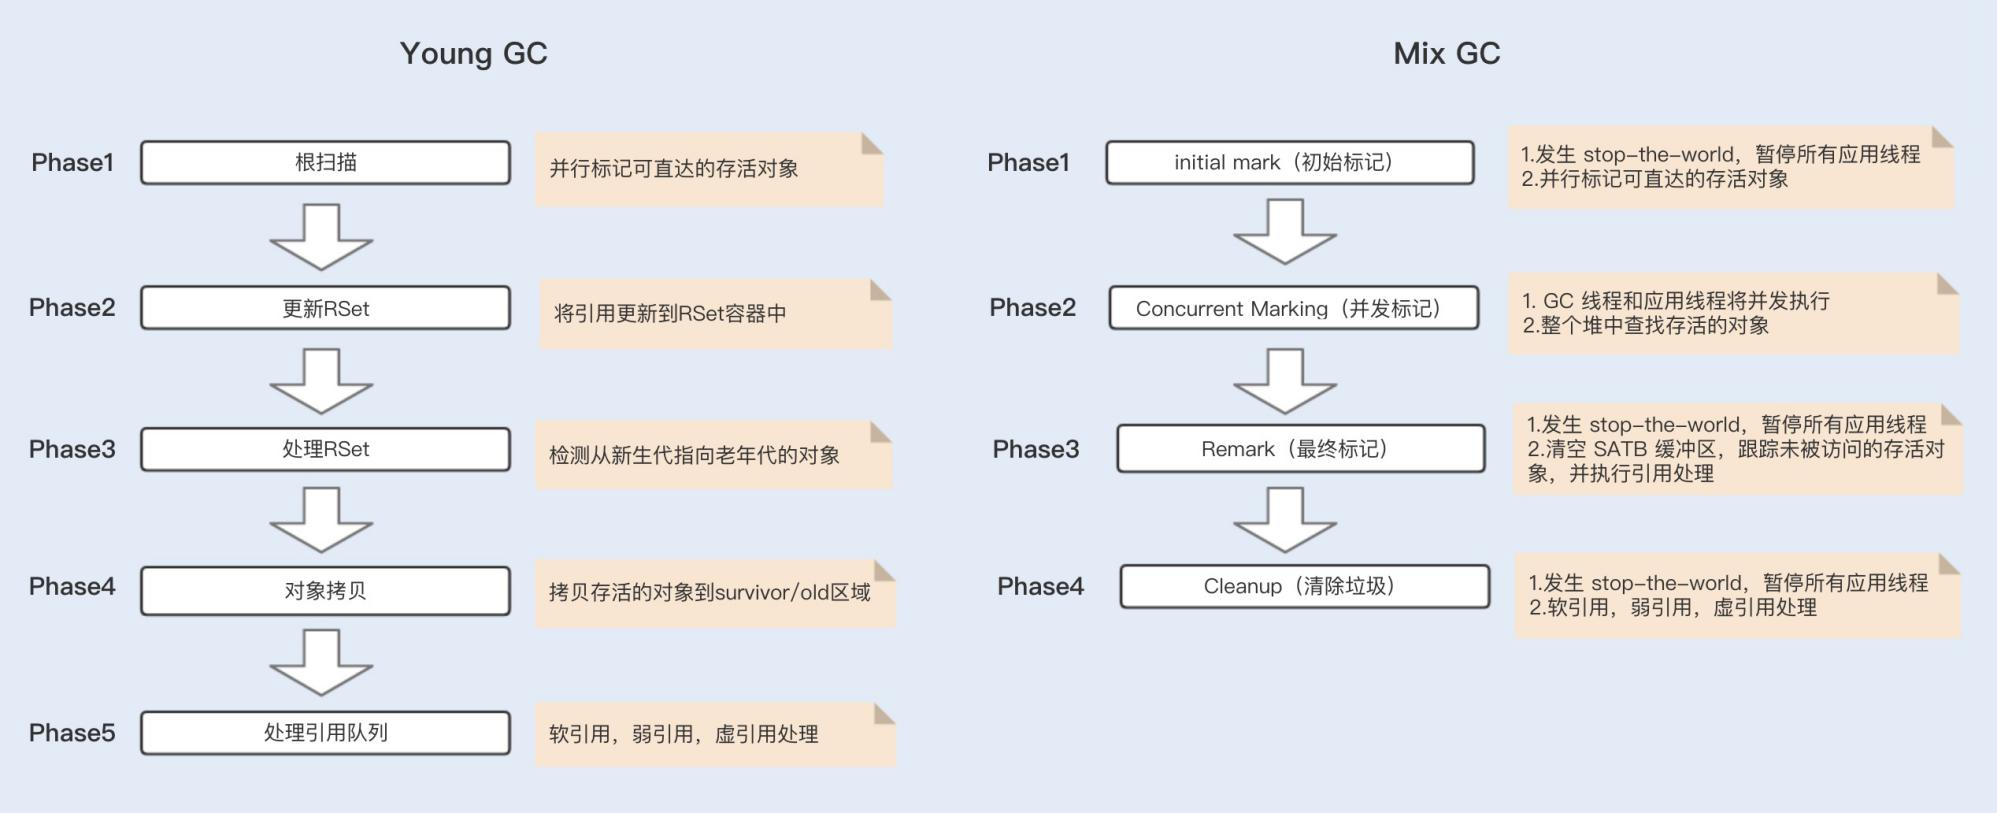 Young GC
Phase1
根扫描
并行标记可直达的存活对象
Phase2
更新RSet
将引用更新到RSet容器中
Phase3
处理RSet
检测从新生代指向老年代的对象
Phase4
对象拷贝
拷贝存活的对象到survivor/old区域
Phase5
处理引用队列
软引用，弱引用，虚引用处理
Mix GC
Phase1
initial mark（初始标记）
1.发生 stop-the-world，暂停所有应用线程
2.并行标记可直达的存活对象
Phase2
Concurrent Marking（并发标记）
1. GC 线程和应用线程将并发执行
2.整个堆中查找存活的对象
Phase3
Remark（最终标记）
1.发生 stop-the-world，暂停所有应用线程
2.清空 SATB 缓冲区，跟踪未被访问的存活对
象，并执行引用处理
Phase4
Cleanup（清除垃圾）
1.发生 stop-the-world，暂停所有应用线程
2.软引用，弱引用，虚引用处理